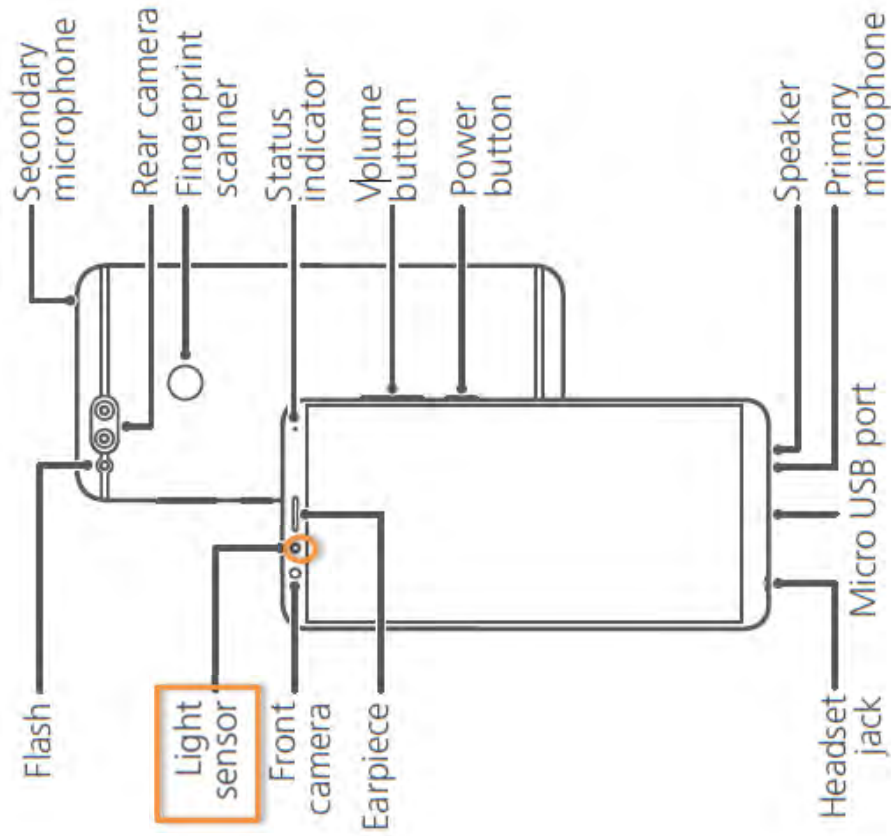 Flash
Light
sensor
Front
camera
Earpiece
Headset
jack
Micro USB port
Secondary
microphone
Rear camera
Fingerprint
scanner
Status
indicator
Volume
button
Power
button
Speaker
Primary
microphone